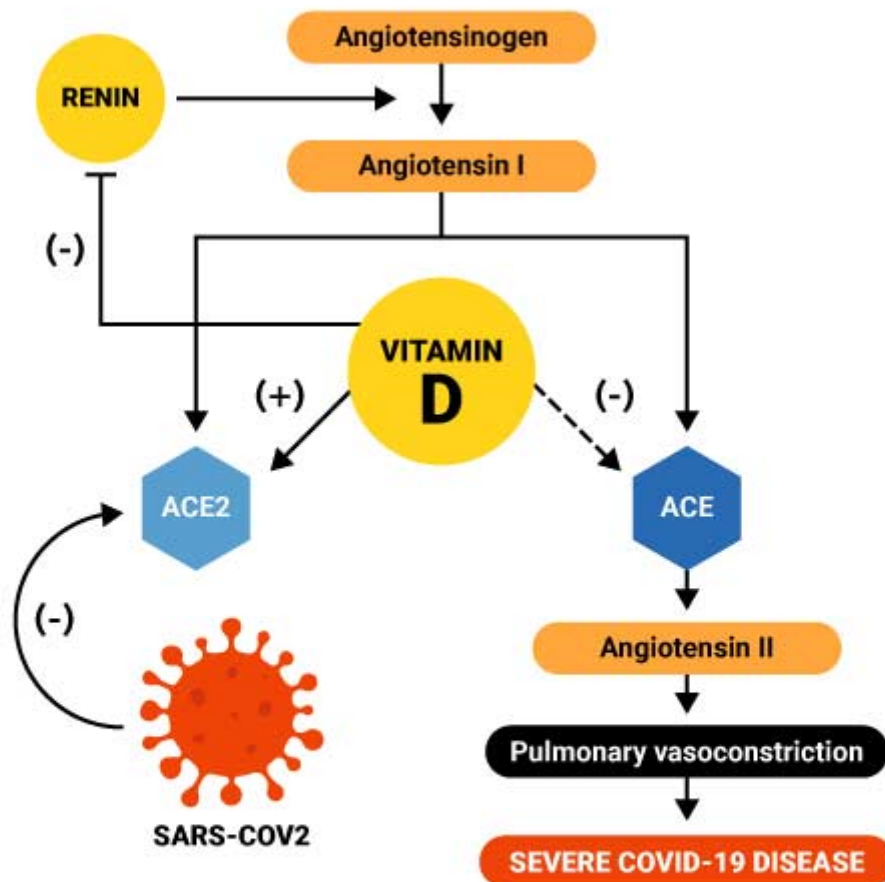 Angiotensinogen
RENIN
Angiotensin I
(-)
VITAMIN
D
(+)
(-)
ACE2
ACE
(-)
Angiotensin II
Pulmonary vasoconstriction
SARS-COV2
SEVERE COVID-19 DISEASE